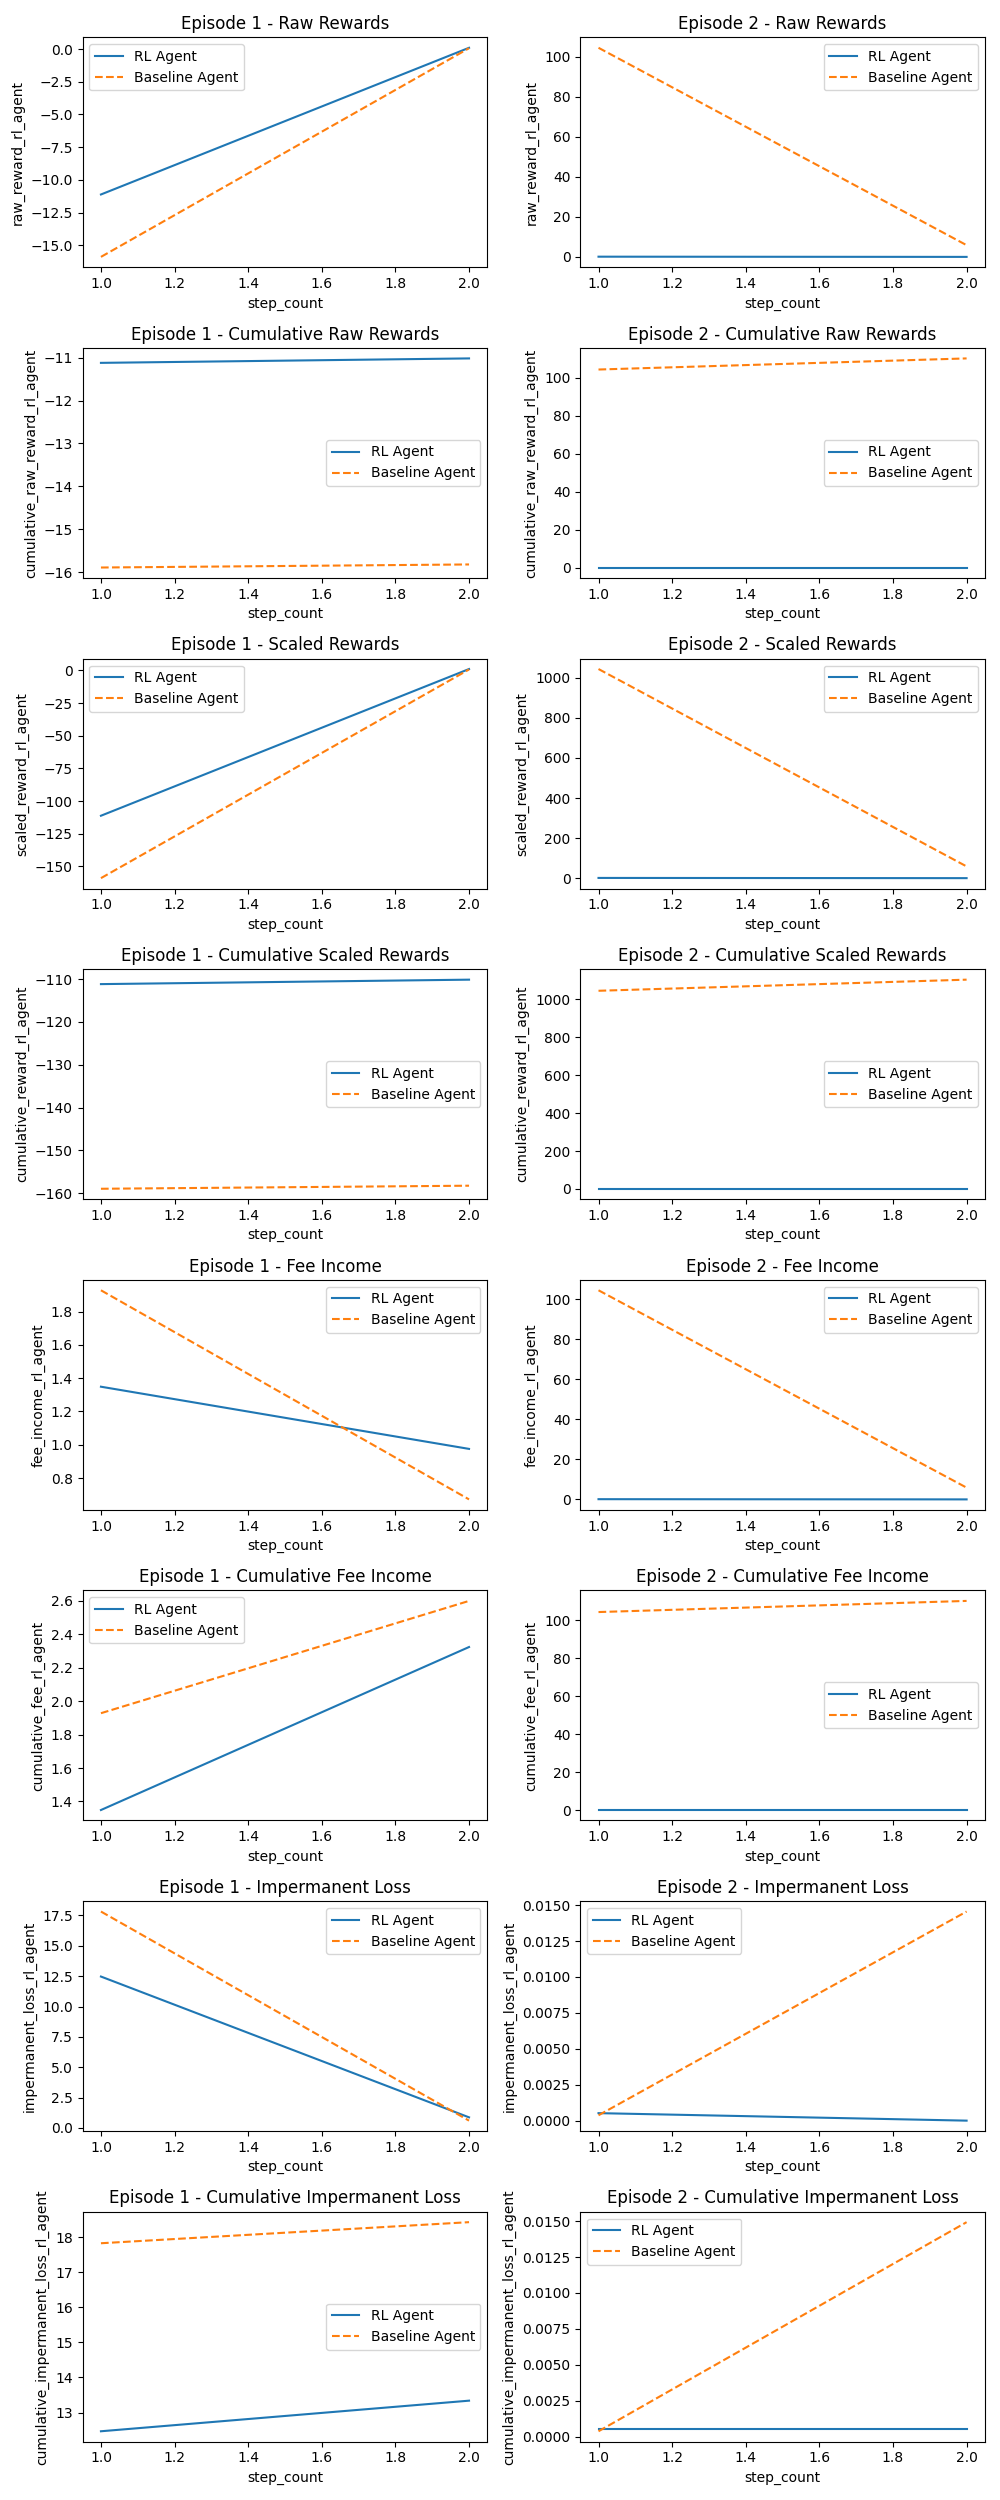 Episode 1 - Raw Rewards
raw_reward_rl_agent
0.0
−2.5
−5.0
−7.5
−10.0
−12.5
−15.0
RL Agent
Baseline Agent
1.0 1.2 1.4 1.6 1.8 2.0
step_count
Episode 2 - Raw Rewards
raw_reward_rl_agent
100
80
60
40
20
0
RL Agent
Baseline Agent
1.0 1.2 1.4 1.6 1.8 2.0
step_count
Episode 1 - Cumulative Raw Rewards
cumulative_raw_reward_rl_agent
−11
−12
−13
−14
−15
−16
RL Agent
Baseline Agent
1.0 1.2 1.4 1.6 1.8 2.0
step_count
Episode 2 - Cumulative Raw Rewards
cumulative_raw_reward_rl_agent
100
80
60
40
20
0
RL Agent
Baseline Agent
1.0 1.2 1.4 1.6 1.8 2.0
step_count
Episode 1 - Scaled Rewards
scaled_reward_rl_agent
0
−25
−50
−75
−100
−125
−150
RL Agent
Baseline Agent
1.0 1.2 1.4 1.6 1.8 2.0
step_count
Episode 2 - Scaled Rewards
scaled_reward_rl_agent
1000
800
600
400
200
0
RL Agent
Baseline Agent
1.0 1.2 1.4 1.6 1.8 2.0
step_count
Episode 1 - Cumulative Scaled Rewards
cumulative_reward_rl_agent
−110
−120
−130
−140
−150
−160
RL Agent
Baseline Agent
1.0 1.2 1.4 1.6 1.8 2.0
step_count
Episode 2 - Cumulative Scaled Rewards
cumulative_reward_rl_agent
1000
800
600
400
200
0
RL Agent
Baseline Agent
1.0 1.2 1.4 1.6 1.8 2.0
step_count
Episode 1 - Fee Income
fee_income_rl_agent
1.8
1.6
1.4
1.2
1.0
0.8
RL Agent
Baseline Agent
1.0 1.2 1.4 1.6 1.8 2.0
step_count
Episode 2 - Fee Income
fee_income_rl_agent
100
80
60
40
20
0
RL Agent
Baseline Agent
1.0 1.2 1.4 1.6 1.8 2.0
step_count
Episode 1 - Cumulative Fee Income
cumulative_fee_rl_agent
2.6
2.4
2.2
2.0
1.8
1.6
1.4
RL Agent
Baseline Agent
1.0 1.2 1.4 1.6 1.8 2.0
step_count
Episode 2 - Cumulative Fee Income
cumulative_fee_rl_agent
100
80
60
40
20
0
RL Agent
Baseline Agent
1.0 1.2 1.4 1.6 1.8 2.0
step_count
Episode 1 - Impermanent Loss
impermanent_loss_rl_agent
17.5
15.0
12.5
10.0
7.5
5.0
2.5
0.0
RL Agent
Baseline Agent
1.0 1.2 1.4 1.6 1.8 2.0
step_count
Episode 2 - Impermanent Loss
impermanent_loss_rl_agent
0.0150
0.0125
0.0100
0.0075
0.0050
0.0025
0.0000
RL Agent
Baseline Agent
1.0 1.2 1.4 1.6 1.8 2.0
step_count
Episode 1 - Cumulative Impermanent Loss
cumulative_impermanent_loss_rl_agent
18
17
16
15
14
13
RL Agent
Baseline Agent
1.0 1.2 1.4 1.6 1.8 2.0
step_count
Episode 2 - Cumulative Impermanent Loss
cumulative_impermanent_loss_rl_agent
0.0150
0.0125
0.0100
0.0075
0.0050
0.0025
0.0000
RL Agent
Baseline Agent
1.0 1.2 1.4 1.6 1.8 2.0
step_count